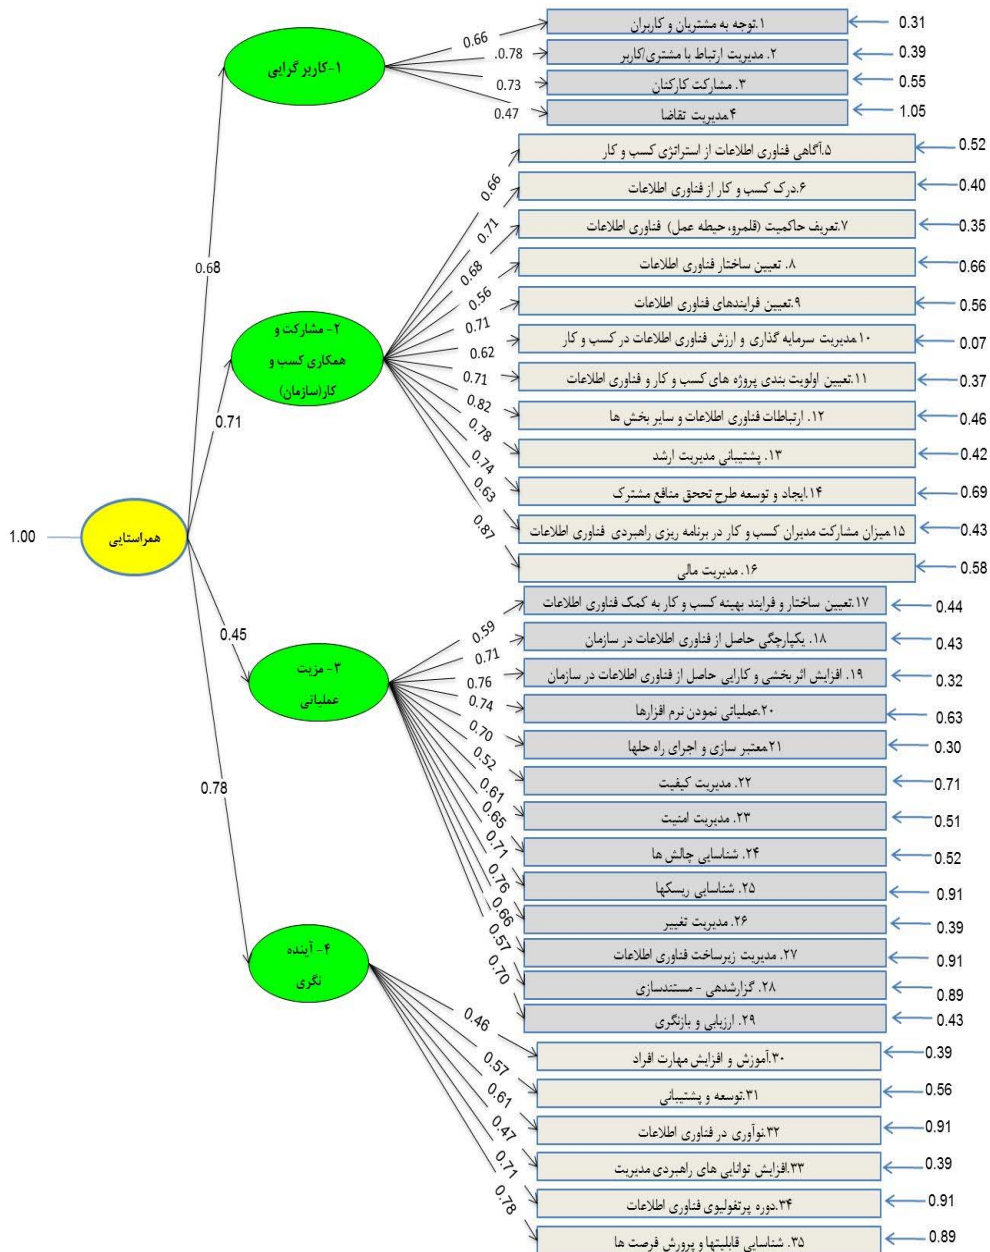 1.00
همراستایی
0.68
0.71
0.45
0.78
۱-کاربر گرایی
0.66
0.78.
0.73
0.47
۱.توجه به مشتریان و کاربران
0.31
۲. مدیریت ارتباط با مشتری/کاربر
0.39
۳. مشارکت کارکنان
0.55
۴.مدیریت تقاضا
1.05
۲- مشارکت و
همکاری کسب و
کار(سازمان)
0.66
0.71
0.68
0.56
0.71
0.62
0.71
0.82
0.78
0.74
0.63
0.87
۵.آگاهی فناوری اطلاعات از استراتژی کسب و کار
0.52
۶.درک کسب و کار از فناوری اطلاعات
0.40
۷.تعریف حاکمیت (قلمرو، حیطه عمل) فناوری اطلاعات
0.35
۸. تعیین ساختار فناوری اطلاعات
0.66
۹.تعیین فرایندهای فناوری اطلاعات
0.56
۱۰.مدیریت سرمایه گذاری و ارزش فناوری اطلاعات در کسب و کار
0.07
۱۱.تعیین اولویت بندی پروژه های کسب و کار و فناوری اطلاعات
0.37
۱۲. ارتباطات فناوری اطلاعات و سایر بخش ها
0.46
۱۳. پشتیبانی مدیریت ارشد
0.42
۱۴.ایجاد و توسعه طرح تححق منافع مشترک
0.69
۱۵.میزان مشارکت مدیران کسب و کار در برنامه ریزی راهبردی فناوری اطلاعات
0.43
۱۶. مدیریت مالی
0.58
۳- مزیت
عملیاتی
0.59
0.71
0.76
0.74
0.70
0.52
0.61
0.65
0.71
0.76
0.66
0.57
0.70
۱۷.تعیین ساختار و فرایند بهینه کسب و کار به کمک فناوری اطلاعات
0.44
۱۸. یکپارچگی حاصل از فناوری اطلاعات در سازمان
0.43
۱۹. افزایش اثربخشی و کارایی حاصل از فناوری اطلاعات در سازمان
0.32
۲۰.عملیاتی نمودن نرم افزارها
0.63
۲۱.معتبر سازی و اجرای راه حلها
0.30
۲۲. مدیریت کیفیت
0.71
۲۳. مدیریت امنیت
0.51
۲۴. شناسایی چالش ها
0.52
۲۵. شناسایی ریسکها
0.91
۲۶. مدیریت تغییر
0.39
۲۷. مدیریت زیرساخت فناوری اطلاعات
0.91
۲۸. گزارشدهی - مستندسازی
0.89
۲۹. ارزیابی و بازنگری
0.43
۴- آینده
نگری
0.46
0.57
0.61
0.47
0.71
0.78
۳۰.آموزش و افزایش مهارت افراد
0.39
۳۱.توسعه و پشتیبانی
0.56
۳۲.نوآوری در فناوری اطلاعات
0.91
۳۳.افزایش توانایی های راهبردی مدیریت
0.39
۳۴.دوره پرتفولیوی فناوری اطلاعات
0.91
۳۵. شناسایی قابلیتها و پرورش فرصت ها
0.89